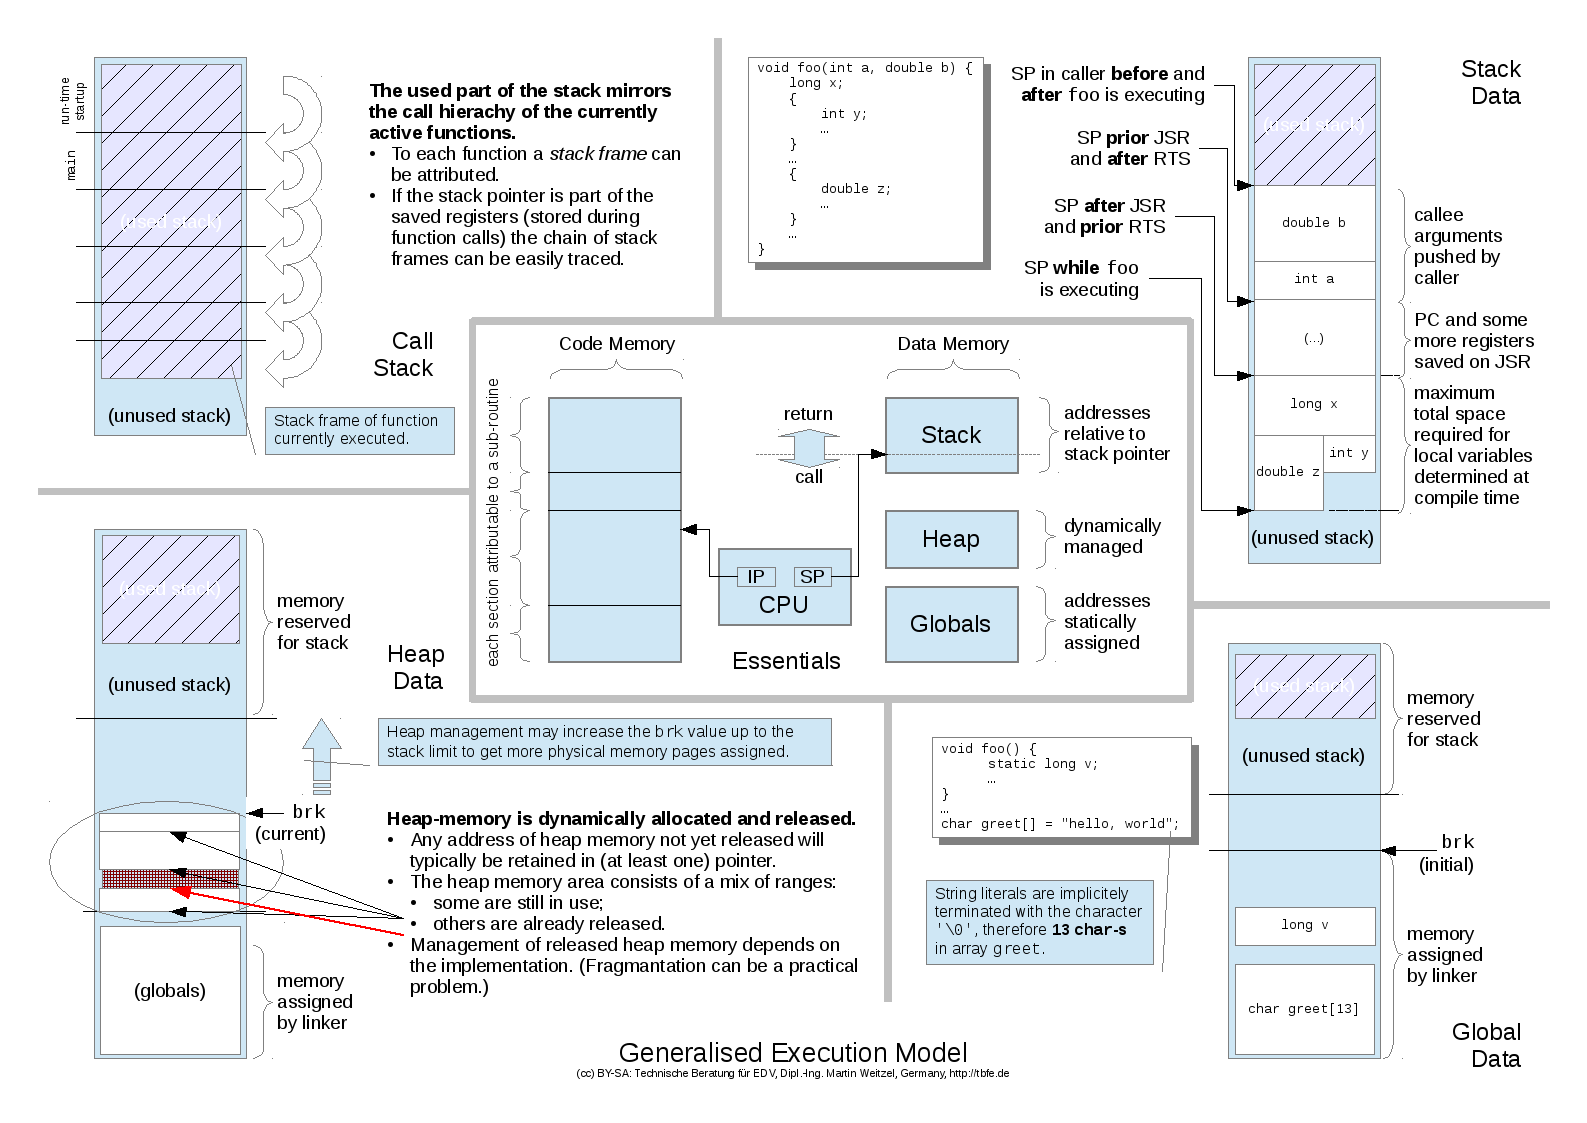 run-time
startup
main
(used stack)
(unused stack)
The used part of the stack mirrors
the call hierachy of the currently
active functions.
• To each function a stack frame can
be attributed.
• If the stack pointer is part of the
saved registers (stored during
function calls) the chain of stack
frames can be easily traced.
Call
Stack
Stack frame of function
currently executed.
void foo(int a, double b) {
long x;
{
int y;
…
}
…
{
double z;
…
}
…
}
SP in caller before and
after foo is executing
SP prior JSR
and after RTS
SP after JSR
and prior RTS
SP while foo
is executing
(used stack)
double b
int a
(...)
long x
int y
double z
(unused stack)
Stack
Data
callee
arguments
pushed by
caller
PC and some
more registers
saved on JSR
maximum
total space
required for
local variables
determined at
compile time
Code Memory
Data Memory
each section attributable to a sub-routine
return
call
Stack
addresses
relative to
stack pointer
Heap
dynamically
managed
IP
SP
CPU
Globals
addresses
statically
assigned
Essentials
(used stack)
(unused stack)
memory
reserved
for stack
Heap
Data
Heap management may increase the brk value up to the
stack limit to get more physical memory pages assigned.
brk
(current)
Heap-memory is dynamically allocated and released.
• Any address of heap memory not yet released will
typically be retained in (at least one) pointer.
• The heap memory area consists of a mix of ranges:
• some are still in use;
• others are already released.
• Management of released heap memory depends on
the implementation. (Fragmantation can be a practical
problem.)
(globals)
memory
assigned
by linker
void foo() {
static long v;
…
}
…
char greet[] = "hello, world";
String literals are implicitely
terminated with the character
'\0', therefore 13 char-s
in array greet.
(used stack)
(unused stack)
memory
reserved
for stack
brk
(initial)
long v
char greet[13]
memory
assigned
by linker
Global
Data
Generalised Execution Model
(cc) BY-SA: Technische Beratung für EDV, Dipl.-Ing. Martin Weitzel, Germany, http://tbfe.de